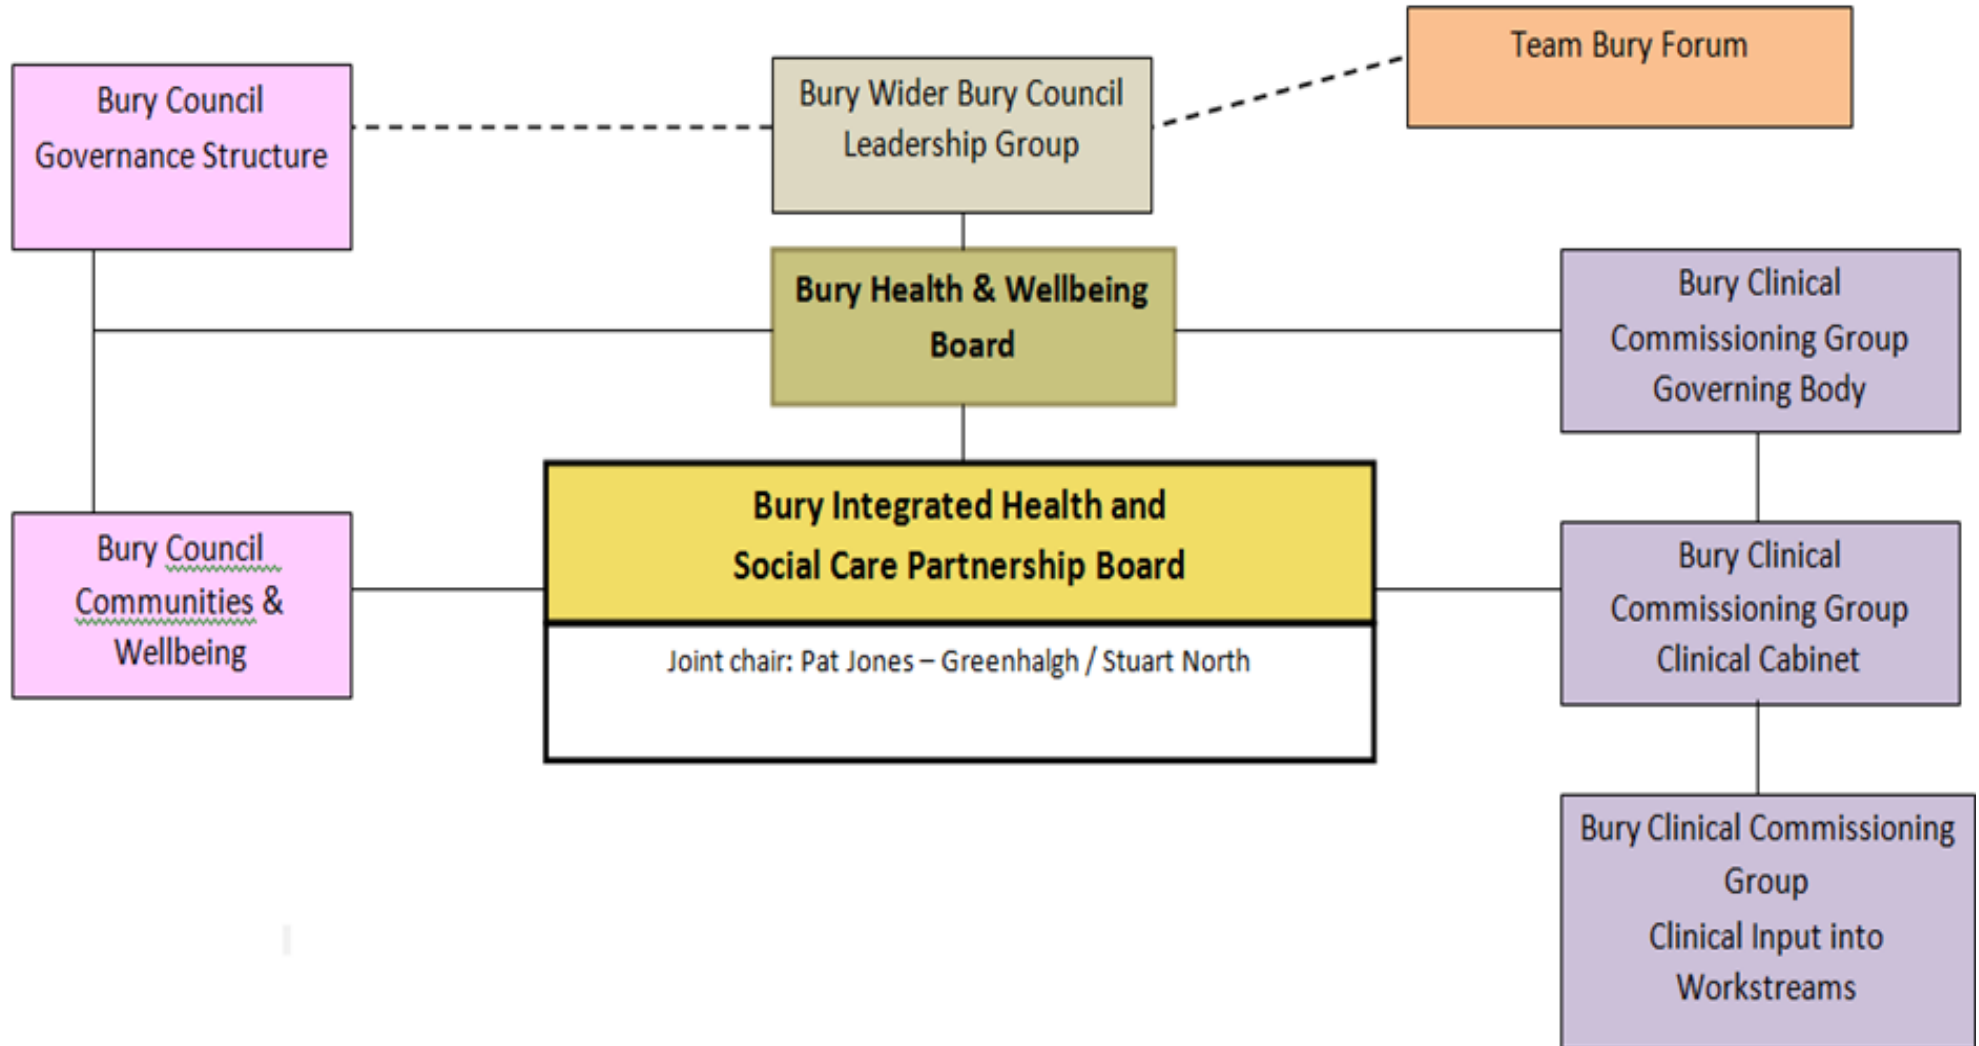 Team Bury Forum
Bury Council
Governance Structure
Bury Wider Bury Council
Leadership Group
Bury Health & Wellbeing
Board
Bury Clinical
Commissioning Group
Governing Body
Bury Integrated Health and
Social Care Partnership Board
Joint chair: Pat Jones – Greenhalgh / Stuart North
Bury Council
Communities &
Wellbeing
Bury Clinical
Commissioning Group
Clinical Cabinet
Bury Clinical Commissioning
Group
Clinical Input into
Workstreams